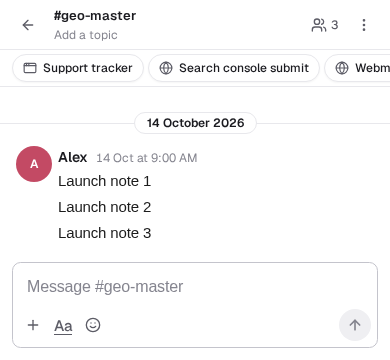 #geo-master
Add a topic
3
Support tracker
Search console submit
Webm
14 October 2026
A
Alex 14 Oct at 9:00 AM
Launch note 1
Launch note 2
Launch note 3
Message #geo-master
Aa